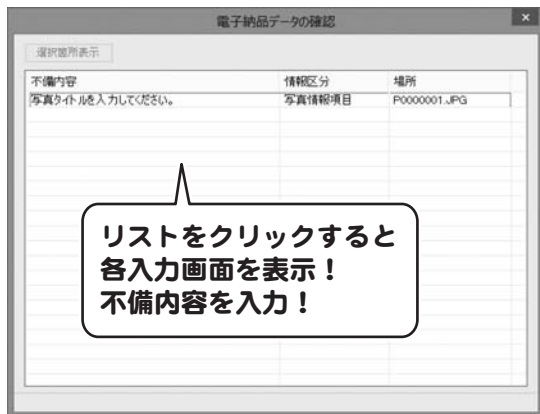 電子納品データの確認
選択箇所表示
不備内容 情報区分 場所
写真タイトルを入力してください。 写真情報項目 P0000001.JPG
リストをクリックすると
各入力画面を表示！
不備内容を入力！